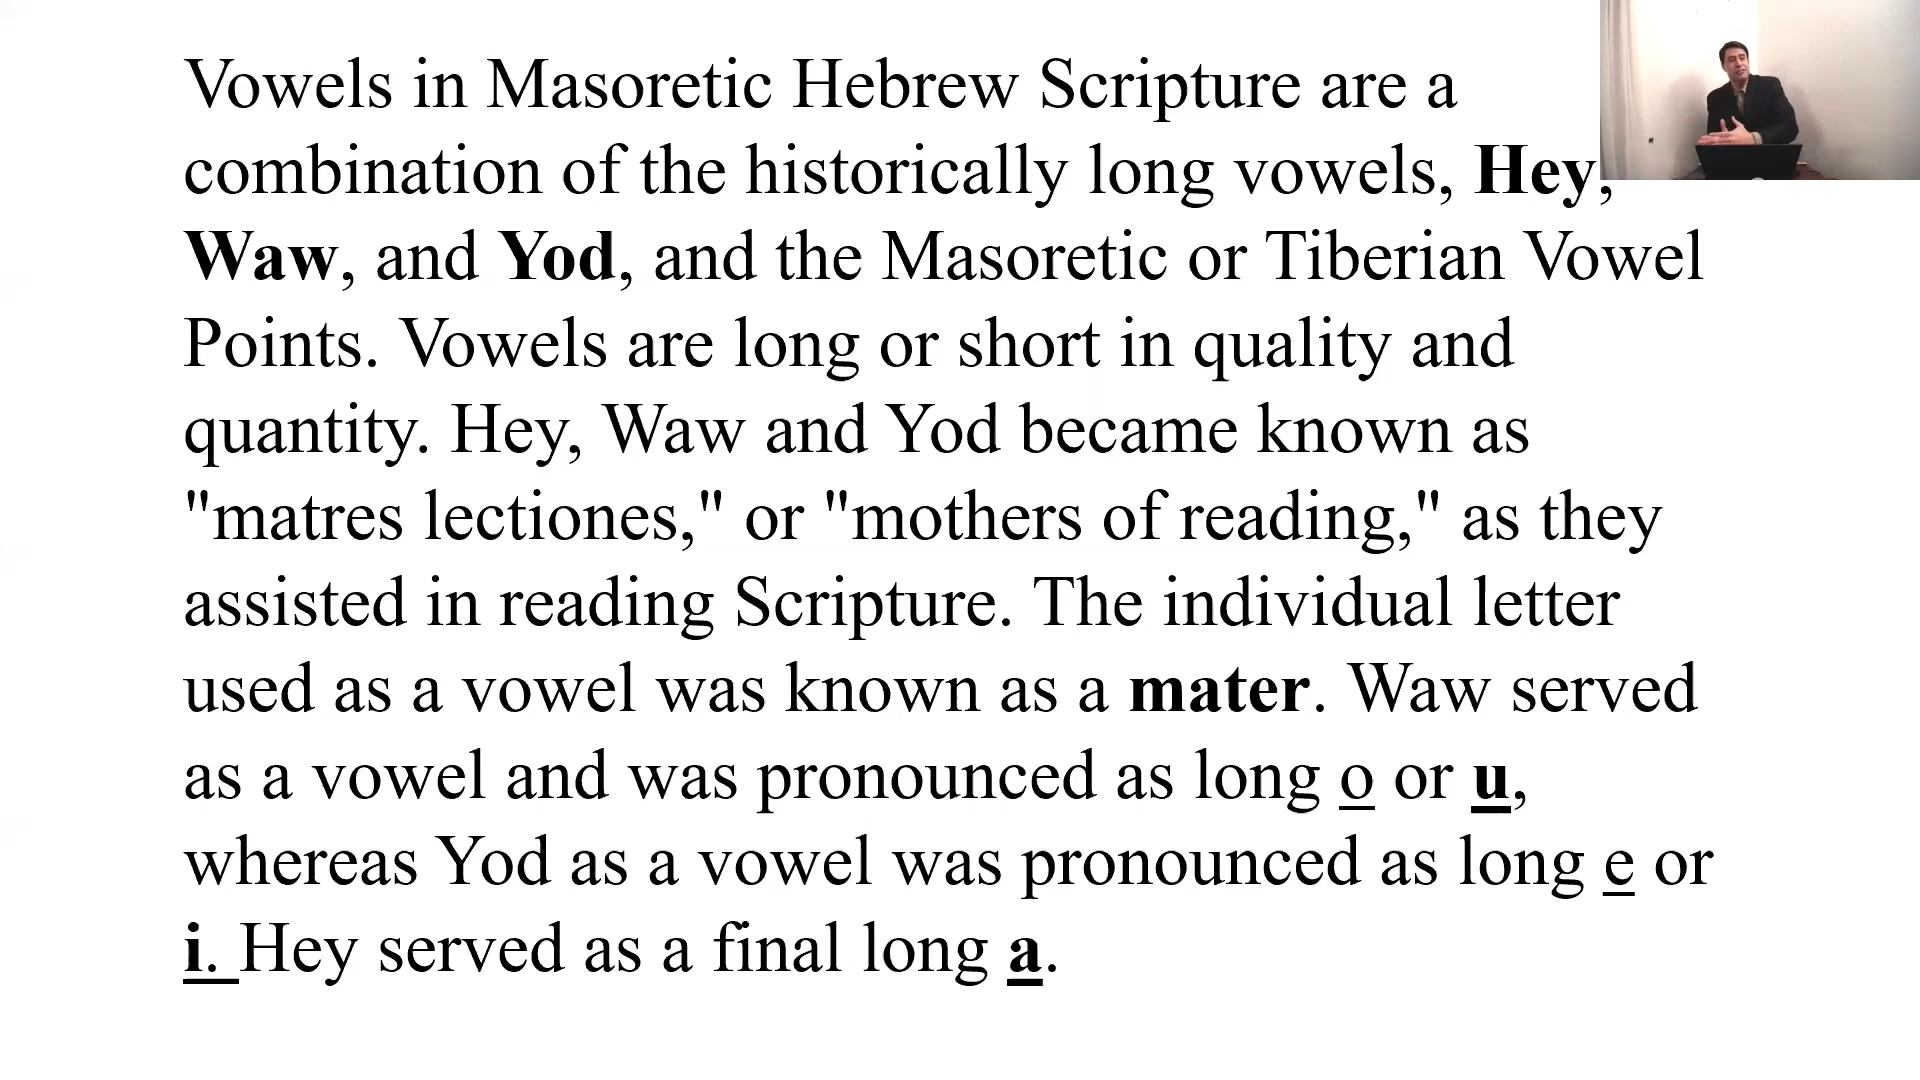 Vowels in Masoretic Hebrew Scripture are a
combination of the historically long vowels, Hey,
Waw, and Yod, and the Masoretic or Tiberian Vowel
Points. Vowels are long or short in quality and
quantity. Hey, Waw and Yod became known as
"matres lectiones," or "mothers of reading," as they
assisted in reading Scripture. The individual letter
used as a vowel was known as a mater. Waw served
as a vowel and was pronounced as long o or u,
whereas Yod as a vowel was pronounced as long e or
i. Hey served as a final long a.